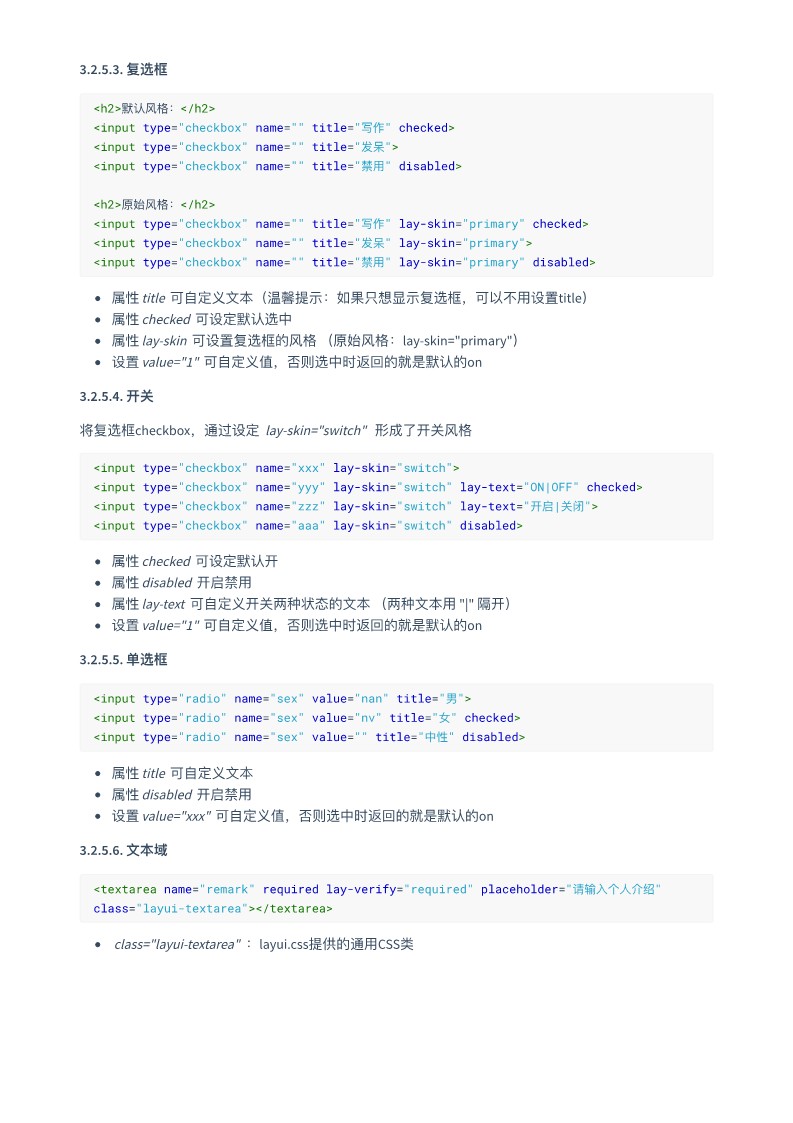 3.2.5.3. 复选框
<h2>默认风格：</h2>
<input type="checkbox" name="" title="写作" checked>
<input type="checkbox" name="" title="发呆">
<input type="checkbox" name="" title="禁用" disabled>
<h2>原始风格：</h2>
<input type="checkbox" name="" title="写作" lay-skin="primary" checked>
<input type="checkbox" name="" title="发呆" lay-skin="primary">
<input type="checkbox" name="" title="禁用" lay-skin="primary" disabled>
• 属性 title 可自定义文本（温馨提示：如果只想显示复选框，可以不用设置title）
• 属性 checked 可设定默认选中
• 属性 lay-skin 可设置复选框的风格 （原始风格：lay-skin="primary"）
• 设置 value="1" 可自定义值，否则选中时返回的就是默认的on
3.2.5.4. 开关
将复选框checkbox，通过设定 lay-skin="switch" 形成了开关风格
<input type="checkbox" name="xxx" lay-skin="switch">
<input type="checkbox" name="yyy" lay-skin="switch" lay-text="ON|OFF" checked>
<input type="checkbox" name="zzz" lay-skin="switch" lay-text="开启|关闭">
<input type="checkbox" name="aaa" lay-skin="switch" disabled>
• 属性 checked 可设定默认开
• 属性 disabled 开启禁用
• 属性 lay-text 可自定义开关两种状态的文本 （两种文本用 "|" 隔开）
• 设置 value="1" 可自定义值，否则选中时返回的就是默认的on
3.2.5.5. 单选框
<input type="radio" name="sex" value="nan" title="男">
<input type="radio" name="sex" value="nv" title="女" checked>
<input type="radio" name="sex" value="" title="中性" disabled>
• 属性 title 可自定义文本
• 属性 disabled 开启禁用
• 设置 value="xxx" 可自定义值，否则选中时返回的就是默认的on
3.2.5.6. 文本域
<textarea name="remark" required lay-verify="required" placeholder="请输入个人介绍"
class="layui-textarea"></textarea>
• class="layui-textarea" ：layui.css提供的通用CSS类